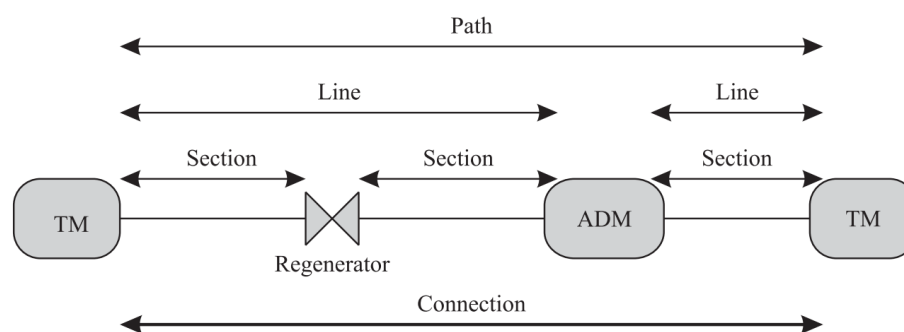 Path
Line Line
Section Section Section
TM ADM TM
Regenerator
Connection